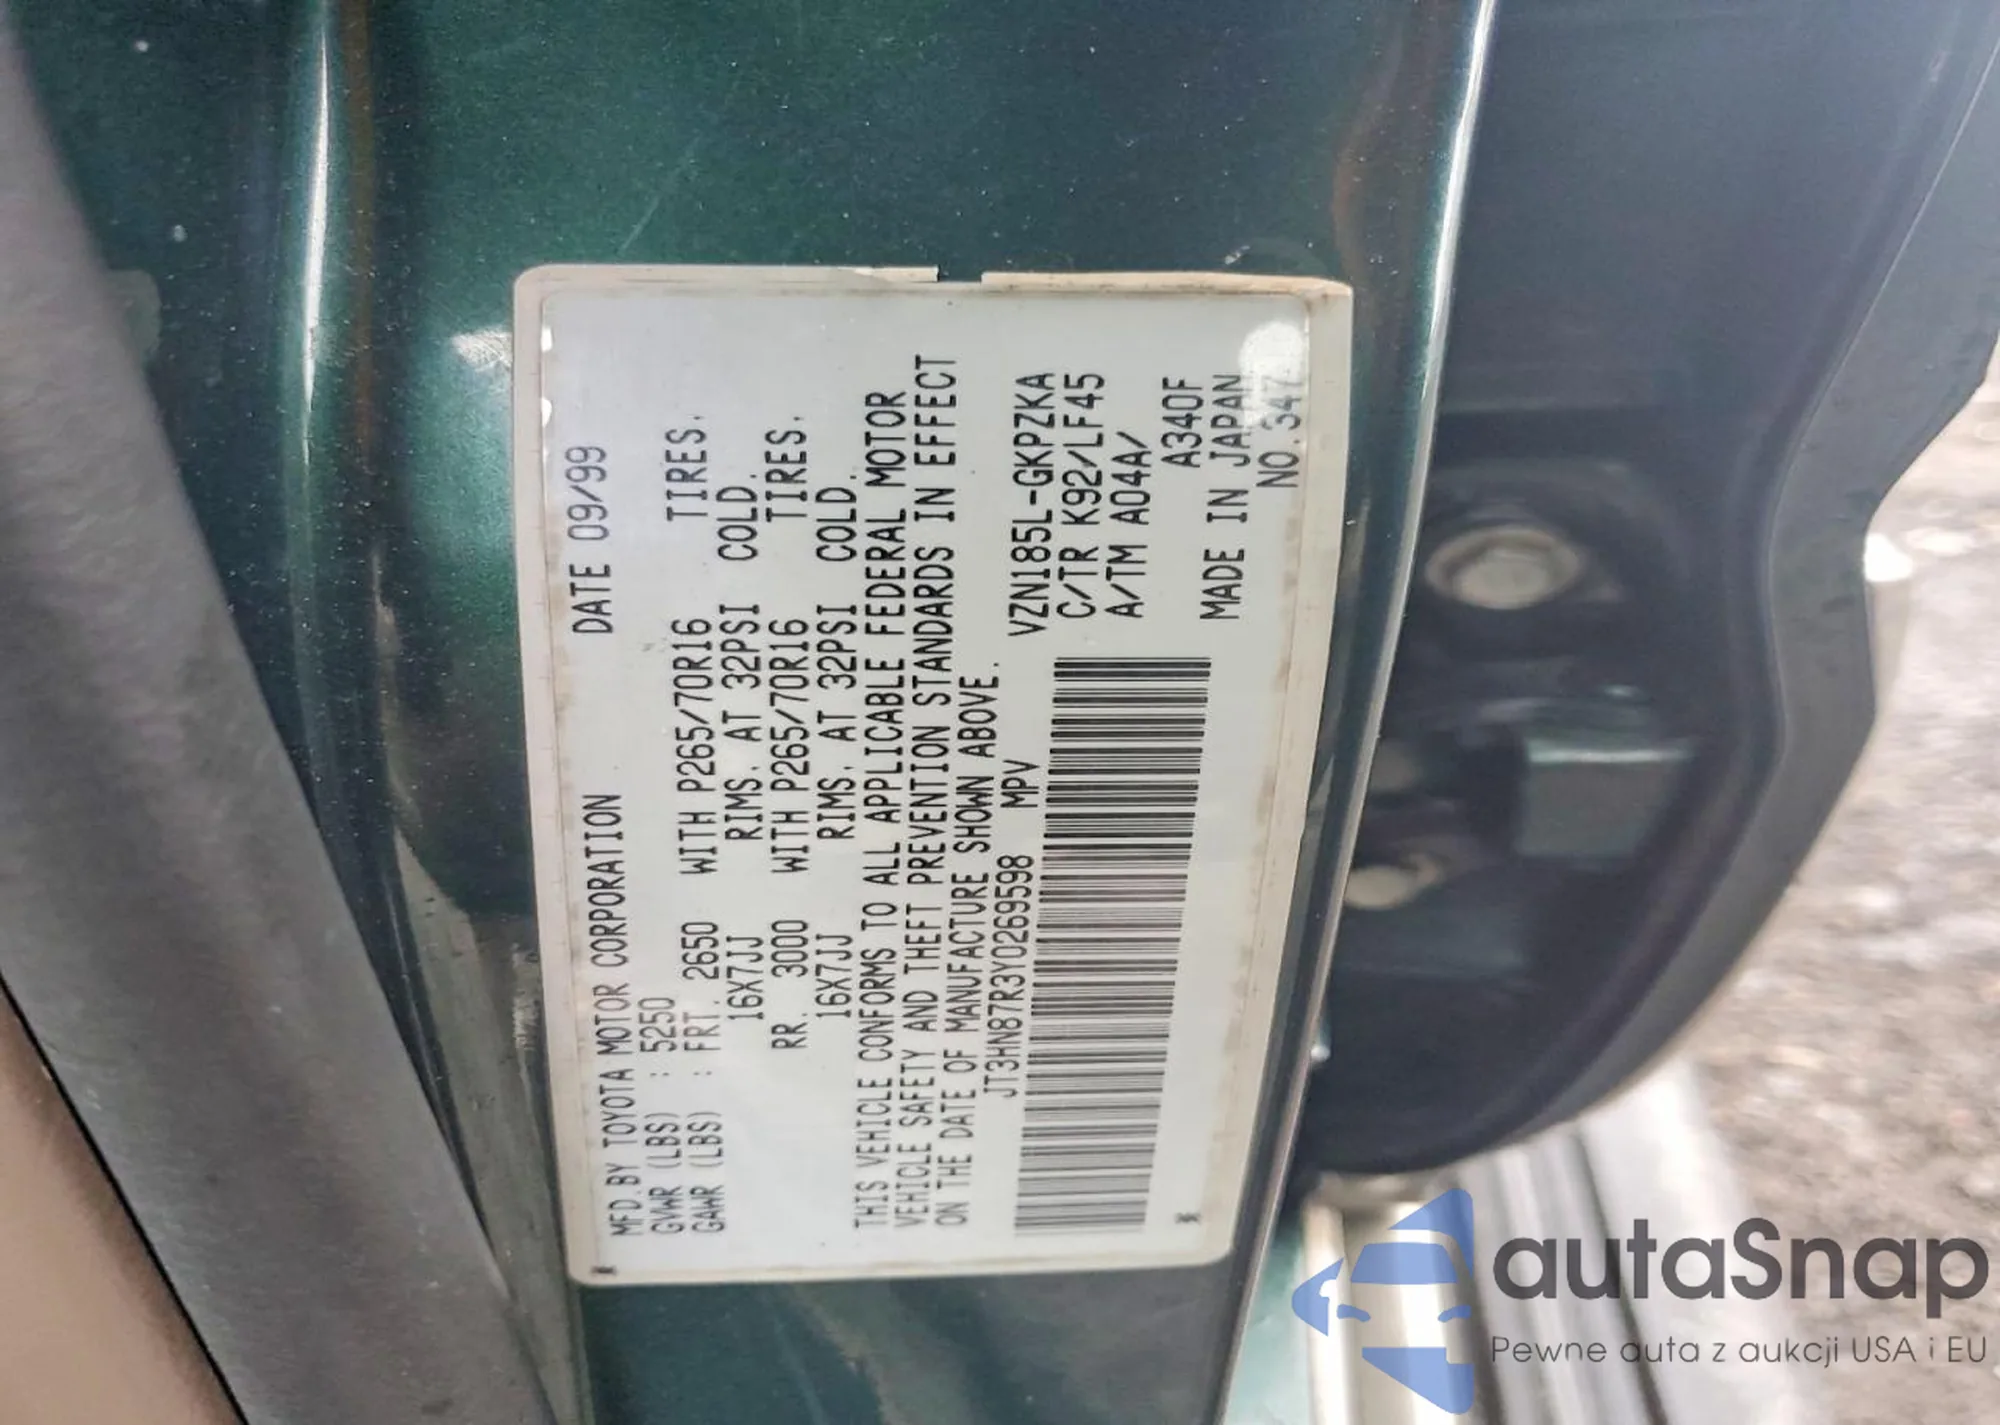 MFD.BY TOYOTA MOTOR CORPORATION DATE 09/99
GVWR (LBS) : 5250
GAWR (LBS) : FRT. 2650 WITH P265/70R16 TIRES,
16X7JJ RIMS, AT 32PSI COLD.
RR. 3000 WITH P265/70R16 TIRES,
16X7JJ RIMS, AT 32PSI COLD.
THIS VEHICLE CONFORMS TO ALL APPLICABLE FEDERAL MOTOR
VEHICLE SAFETY AND THEFT PREVENTION STANDARDS IN EFFECT
ON THE DATE OF MANUFACTURE SHOWN ABOVE.
JT3HN87R3Y0269598 MPV
VZN185L-GKPZKA
C/TR K92/LF45
A/TM A04A/
A340F
MADE IN JAPAN
NO.347
autaSnap
Pewne auta z aukcji USA i EU